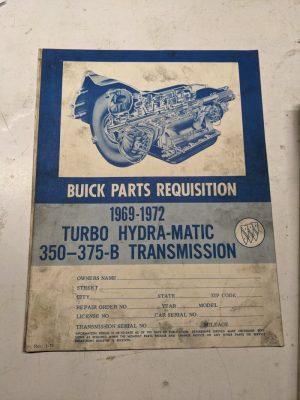 BUICK PARTS REQUISITION
1969-1972
TURBO HYDRA-MATIC
350-375-B TRANSMISSION
OWNERS NAME
STREET
CITY STATE ZIP CODE
REPAIR ORDER NO YEAR MODEL
LICENSE NO CAR SERIAL NO
TRANSMISSION SERIAL NO MILEAGE